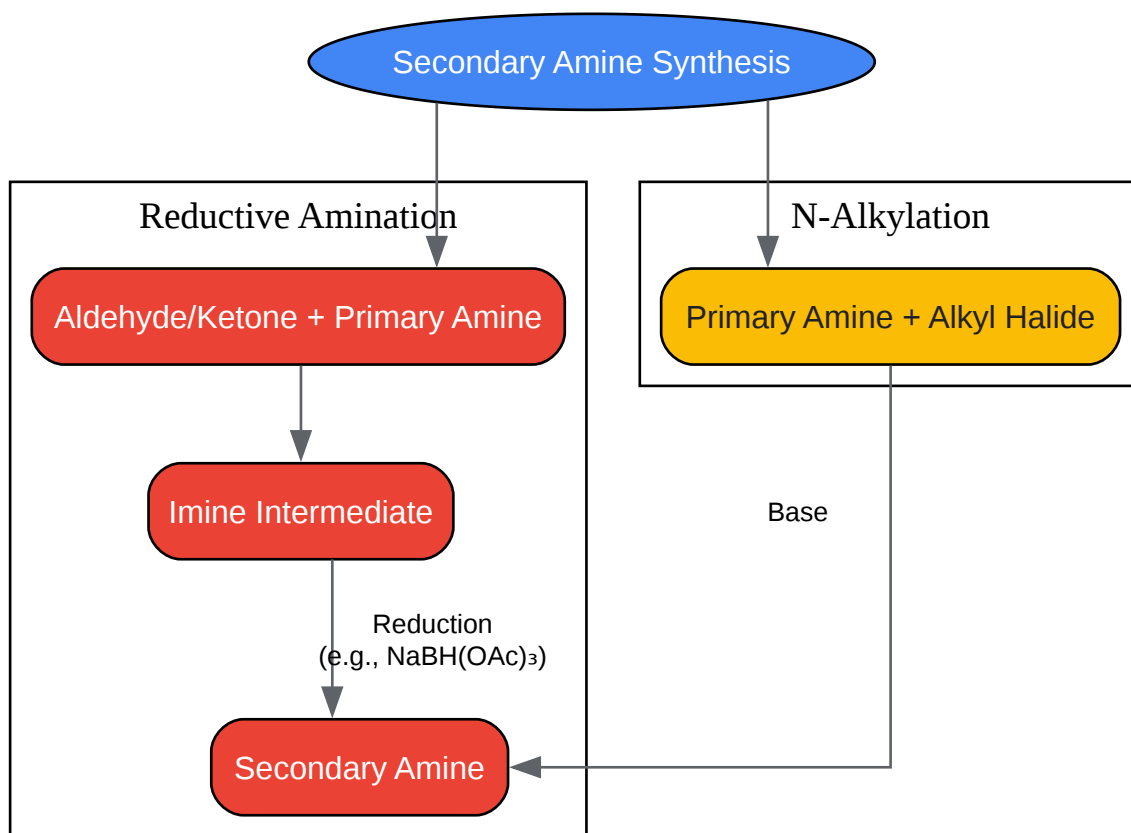 Secondary Amine Synthesis
Reductive Amination
N-Alkylation
Aldehyde/Ketone + Primary Amine
Primary Amine + Alkyl Halide
Imine Intermediate
Base
Reduction
(e.g., NaBH(OAc)₃)
Secondary Amine